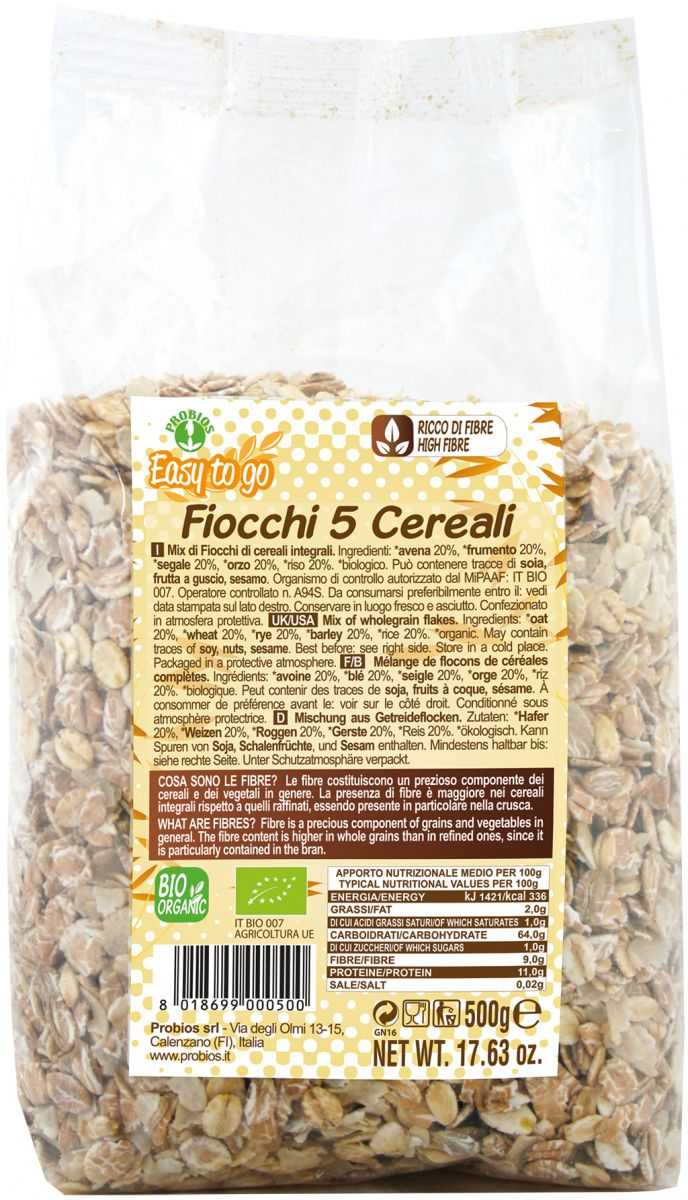 PROBIOS
Easy to go
RICCO DI FIBRE
HIGH FIBRE
Fiocchi 5 Cereali
I Mix di Fiocchi di cereali integrali. Ingredienti: *avena 20%, *frumento 20%,
*segale 20%, *orzo 20%, *riso 20%. *biologico. Può contenere tracce di soia,
frutta a guscio, sesamo. Organismo di controllo autorizzato dal MiPAAF: IT BIO
007. Operatore controllato n. A94S. Da consumarsi preferibilmente entro il: vedi
data stampata sul lato destro. Conservare in luogo fresco e asciutto. Confezionato
in atmosfera protettiva. UK/USA Mix of wholegrain flakes. Ingredients: *oat
20%, *wheat 20%, *rye 20%, *barley 20%, *rice 20%. *organic. May contain
traces of soy, nuts, sesame. Best before: see right side. Store in a cold place.
Packaged in a protective atmosphere. F/B Mélange de flocons de céréales
complètes. Ingrédients: *avoine 20%, *blé 20%, *seigle 20%, *orge 20%, *riz
20%. *biologique. Peut contenir des traces de soja, fruits à coque, sésame. À
consommer de préférence avant le: voir sur le côté droit. Conditionné sous
atmosphère protectrice. D Mischung aus Getreideflocken. Zutaten: *Hafer
20%, *Weizen 20%, *Roggen 20%, *Gerste 20%, *Reis 20%. *ökologisch. Kann
Spuren von Soja, Schalenfrüchte, und Sesam enthalten. Mindestens haltbar bis:
siehe rechte Seite. Unter Schutzatmosphäre verpackt.
COSA SONO LE FIBRE? Le fibre costituiscono un prezioso componente dei
cereali e dei vegetali in genere. La presenza di fibre è maggiore nei cereali
integrali rispetto a quelli raffinati, essendo presente in particolare nella crusca.
WHAT ARE FIBRES? Fibre is a precious component of grains and vegetables in
general. The fibre content is higher in whole grains than in refined ones, since it
is particularly contained in the bran.
BIO
ORGANIC
IT BIO 007
AGRICOLTURA UE
APPORTO NUTRIZIONALE MEDIO PER 100g
TYPICAL NUTRITIONAL VALUES PER 100g
ENERGIA/ENERGY kJ 1421/kcal 336
GRASSI/FAT 2,0g
DI CUI ACIDI GRASSI SATURI/OF WHICH SATURATES 1,0g
CARBOIDRATI/CARBOHYDRATE 64,0g
DI CUI ZUCCHERI/OF WHICH SUGARS 1,0g
FIBRE/FIBRE 9,0g
PROTEINE/PROTEIN 11,0g
SALE/SALT 0,02g
8 018699 000500
Probios srl - Via degli Olmi 13-15,
Calenzano (FI), Italia
www.probios.it
GN16
500g e
NET WT. 17.63 oz.